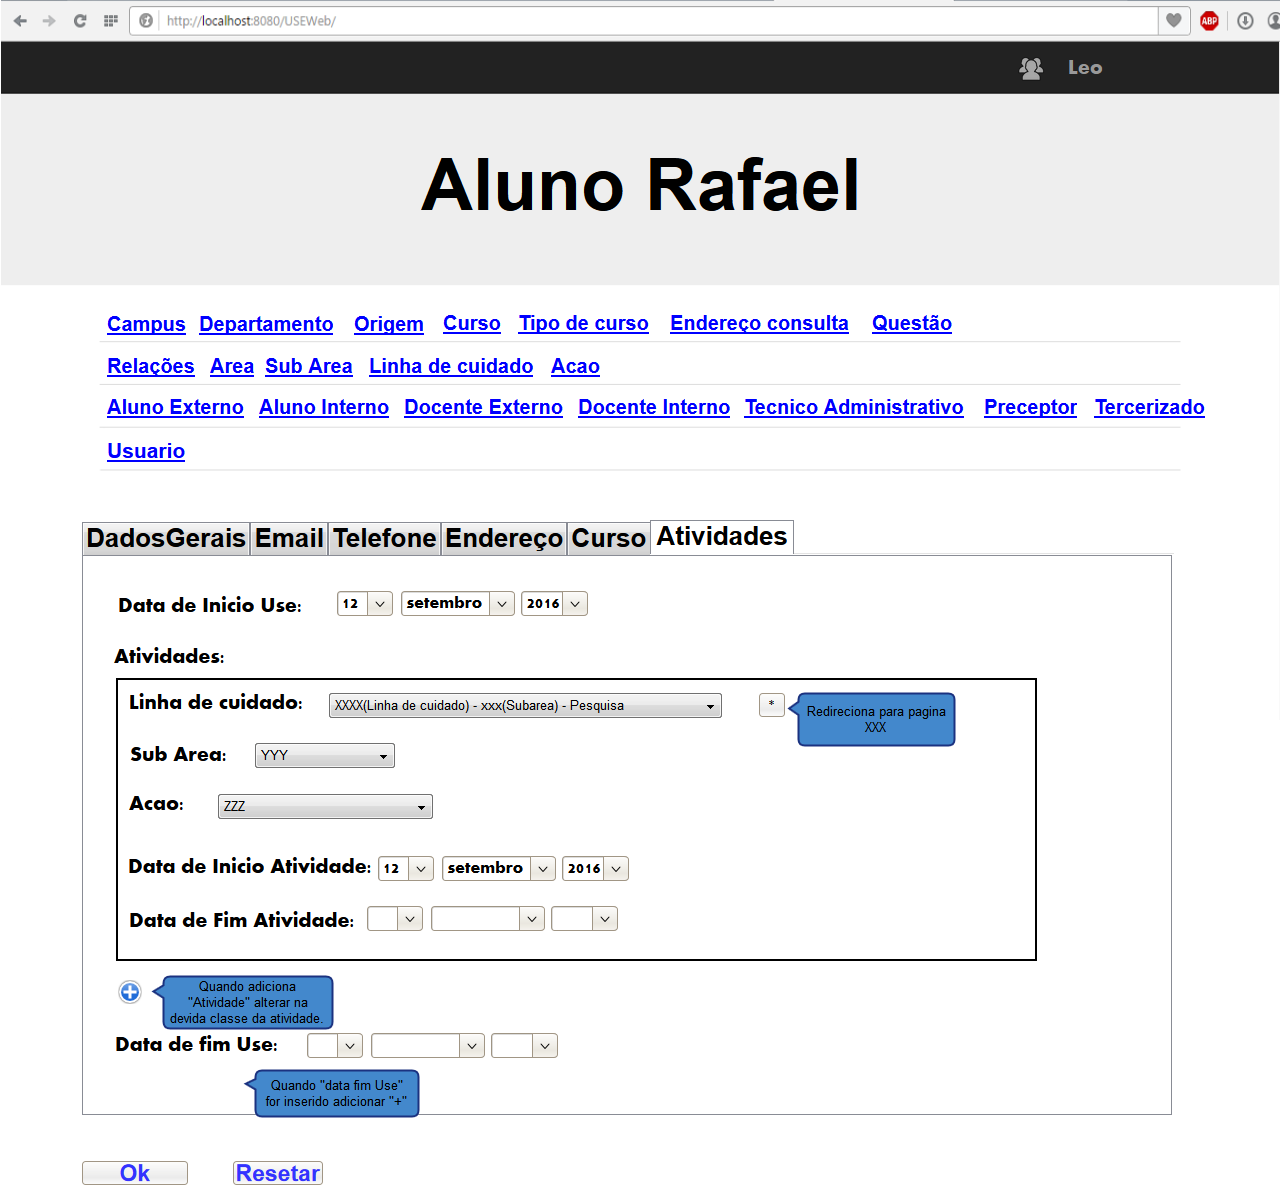 http://localhost:8080/USEWeb/
ABP
Leo
Aluno Rafael
Campus Departamento Origem Curso Tipo de curso Endereço consulta Questão
Relações Area Sub Area Linha de cuidado Acao
Aluno Externo Aluno Interno Docente Externo Docente Interno Tecnico Administrativo Preceptor Tercerizado
Usuario
DadosGerais Email Telefone Endereço Curso Atividades
Data de Inicio Use: 12 setembro 2016
Atividades:
Linha de cuidado: XXXX(Linha de cuidado) - xxx(Subarea) - Pesquisa *
Redireciona para pagina
XXX
Sub Area: YYY
Acao: ZZZ
Data de Inicio Atividade: 12 setembro 2016
Data de Fim Atividade:
Quando adiciona
"Atividade" alterar na
devida classe da atividade.
Data de fim Use:
Quando "data fim Use"
for inserido adicionar "+"
Ok Resetar